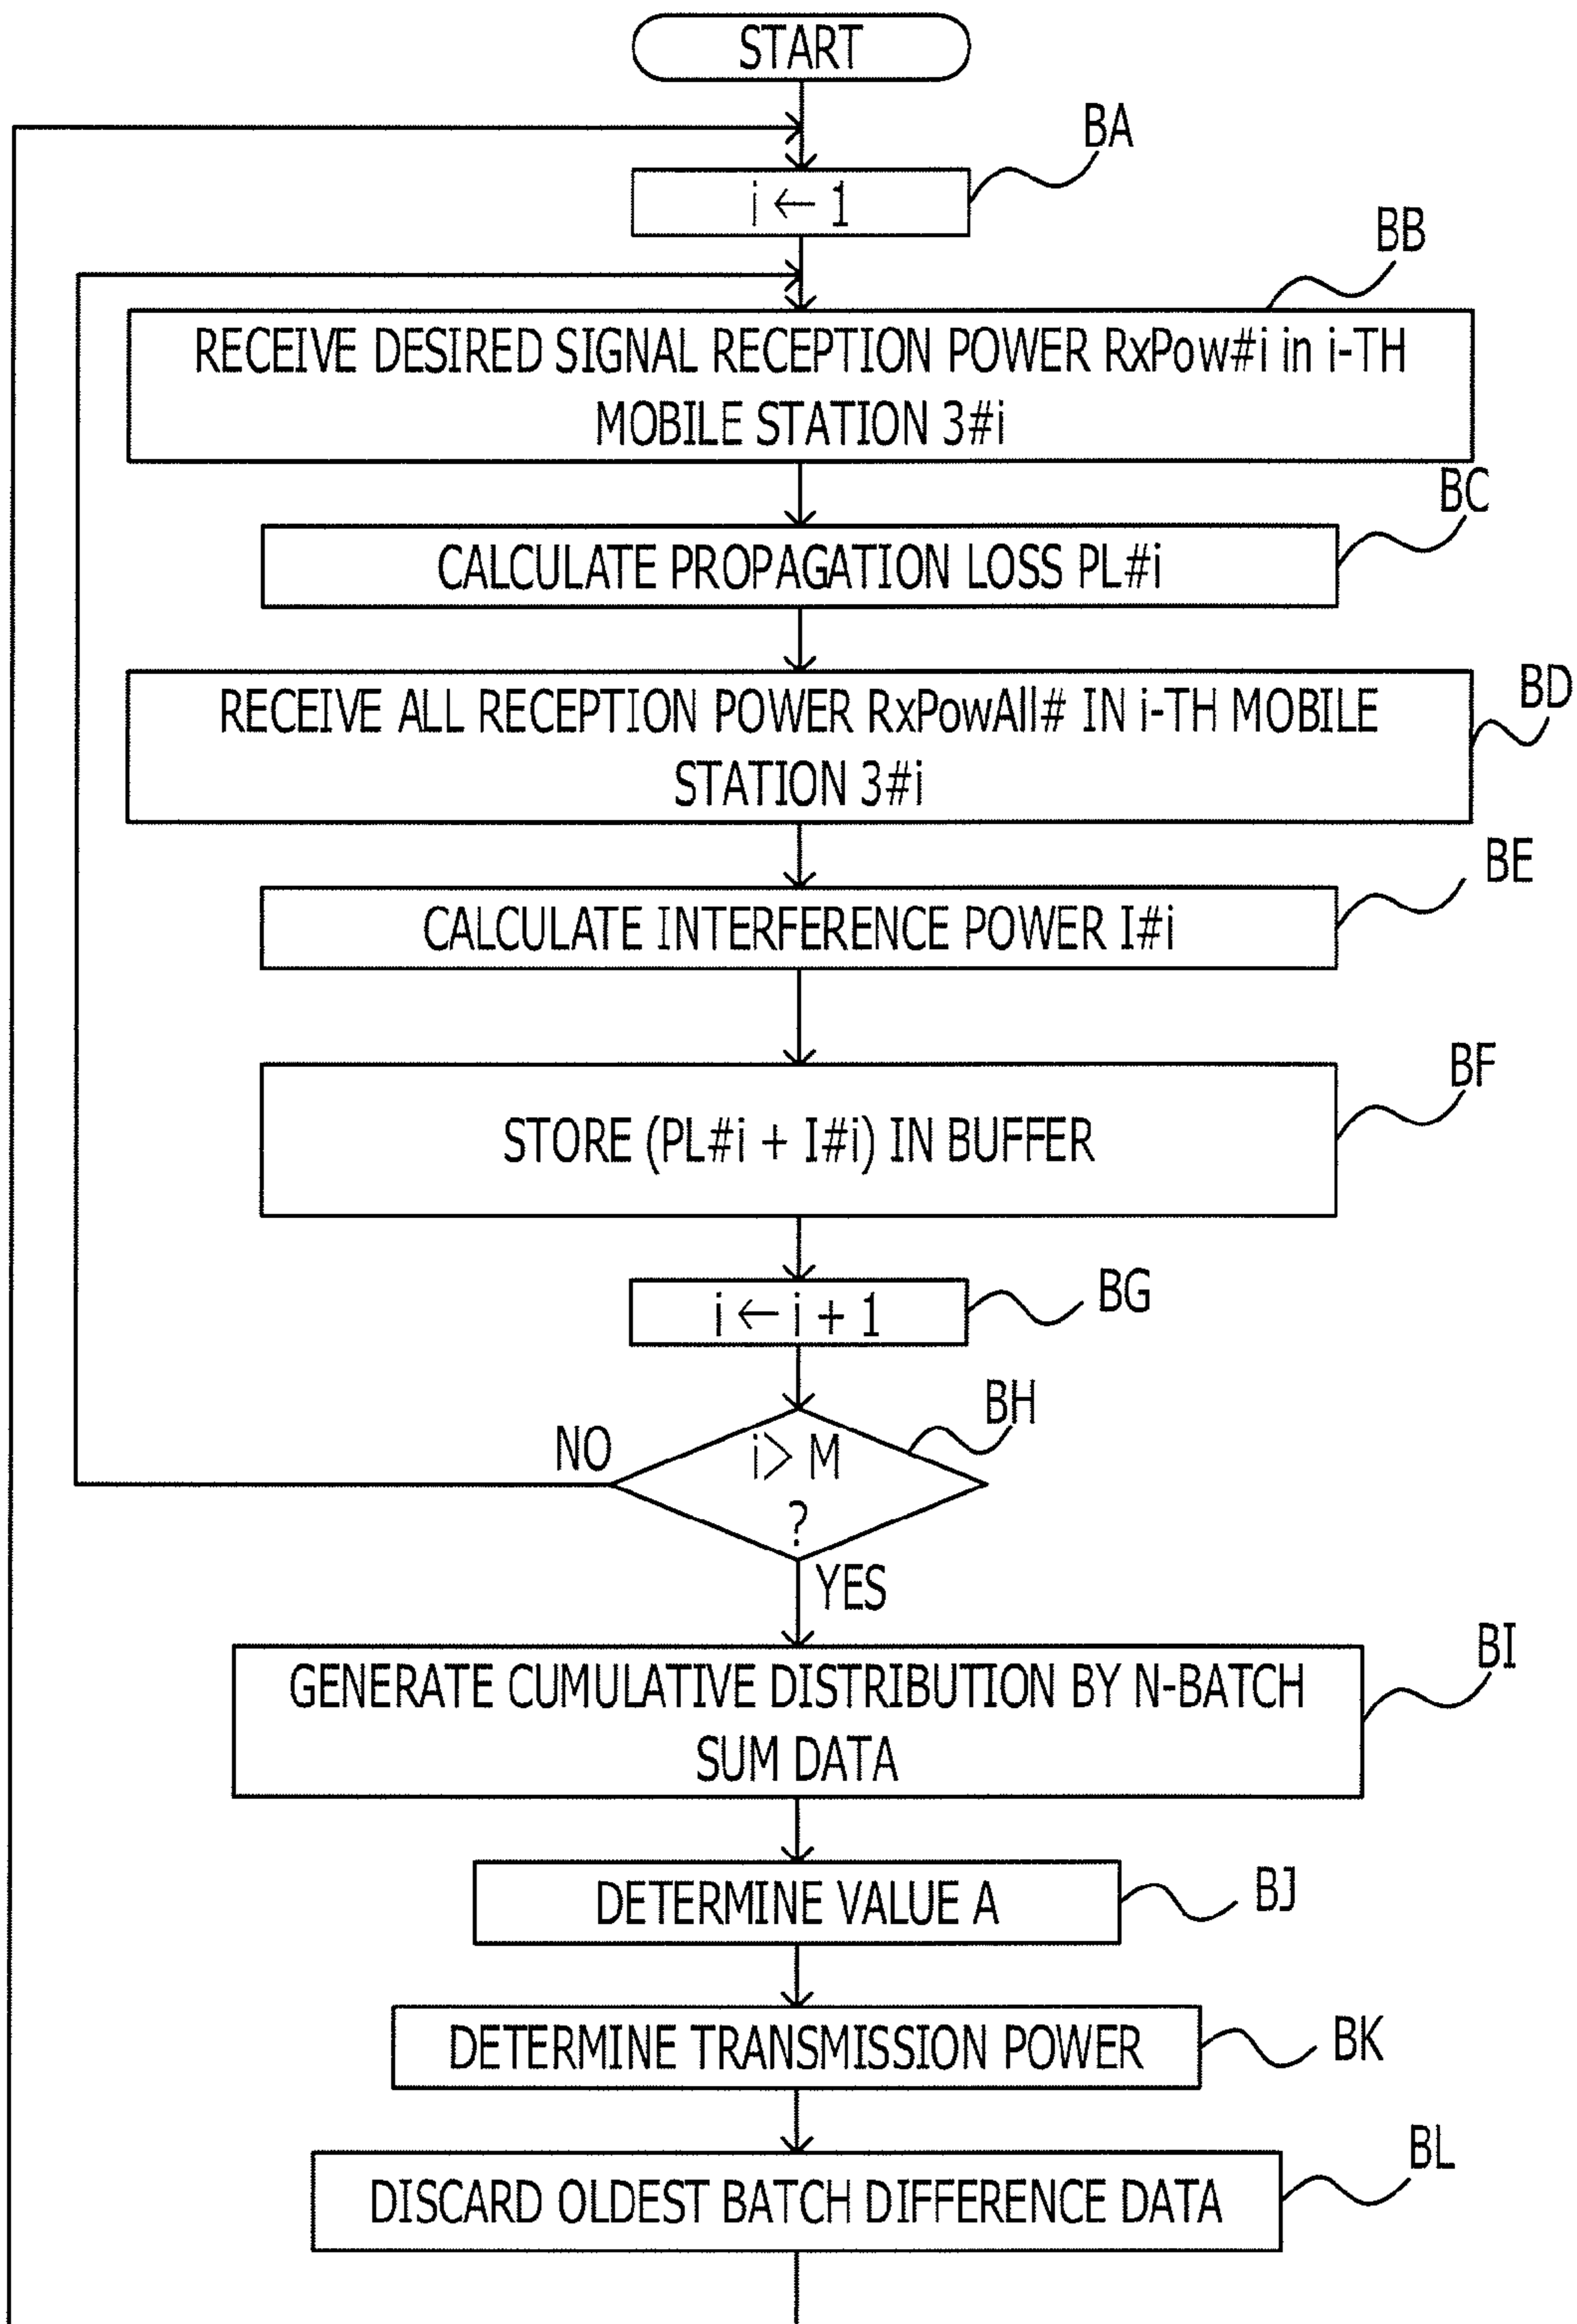 START
BA
i ← 1
BB
RECEIVE DESIRED SIGNAL RECEPTION POWER RxPow#i in i-TH
MOBILE STATION 3#i
BC
CALCULATE PROPAGATION LOSS PL#i
BD
RECEIVE ALL RECEPTION POWER RxPowAll# IN i-TH MOBILE
STATION 3#i
BE
CALCULATE INTERFERENCE POWER I#i
BF
STORE (PL#i + I#i) IN BUFFER
BG
i ← i + 1
BH
NO
i > M
?
YES
BI
GENERATE CUMULATIVE DISTRIBUTION BY N-BATCH
SUM DATA
BJ
DETERMINE VALUE A
BK
DETERMINE TRANSMISSION POWER
BL
DISCARD OLDEST BATCH DIFFERENCE DATA